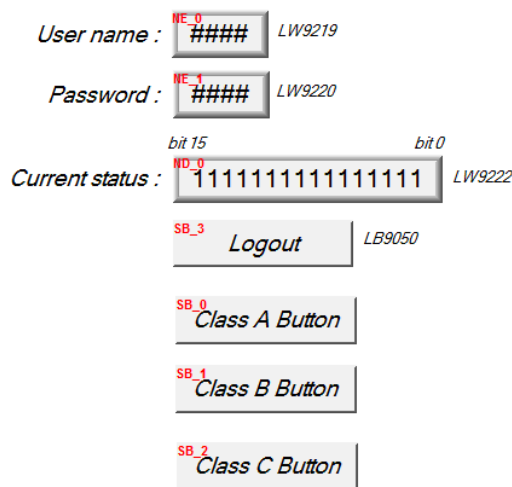 NE_0
User name : #### LW9219
NE_1
Password : #### LW9220
bit 15 bit 0
ND_0
Current status : 1111111111111111 LW9222
SB_3
Logout LB9050
SB_0
Class A Button
SB_1
Class B Button
SB_2
Class C Button